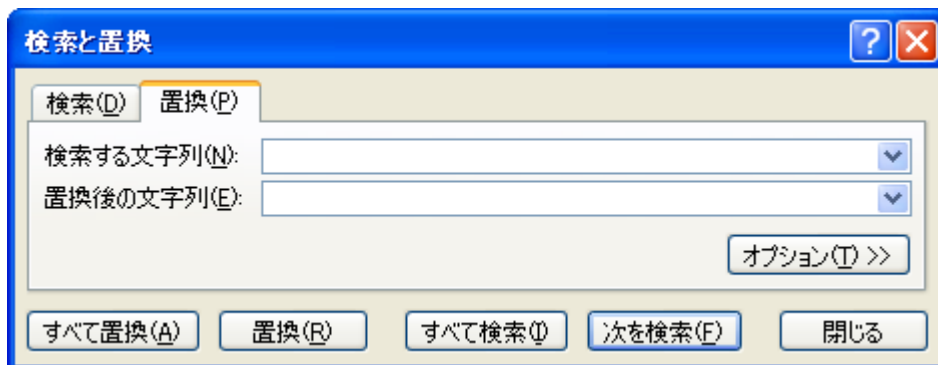 検索と置換
検索(D) 置換(P)
検索する文字列(N):
置換後の文字列(E):
オプション(T) >>
すべて置換(A) 置換(R) すべて検索(I) 次を検索(F) 閉じる